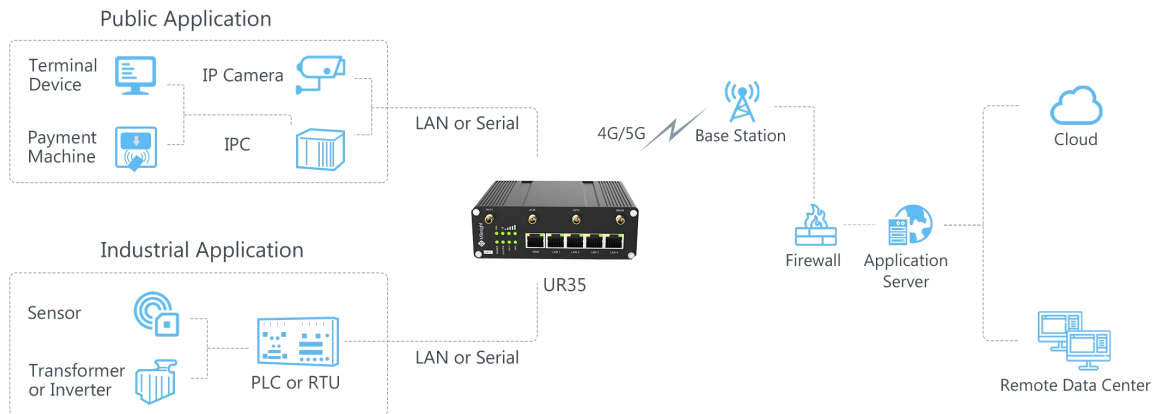 Public Application
Terminal
Device
IP Camera
Payment
Machine
IPC
LAN or Serial
4G/5G
Base Station
Cloud
UR35
Firewall
Application
Server
Industrial Application
Sensor
Transformer
or Inverter
PLC or RTU
LAN or Serial
Remote Data Center